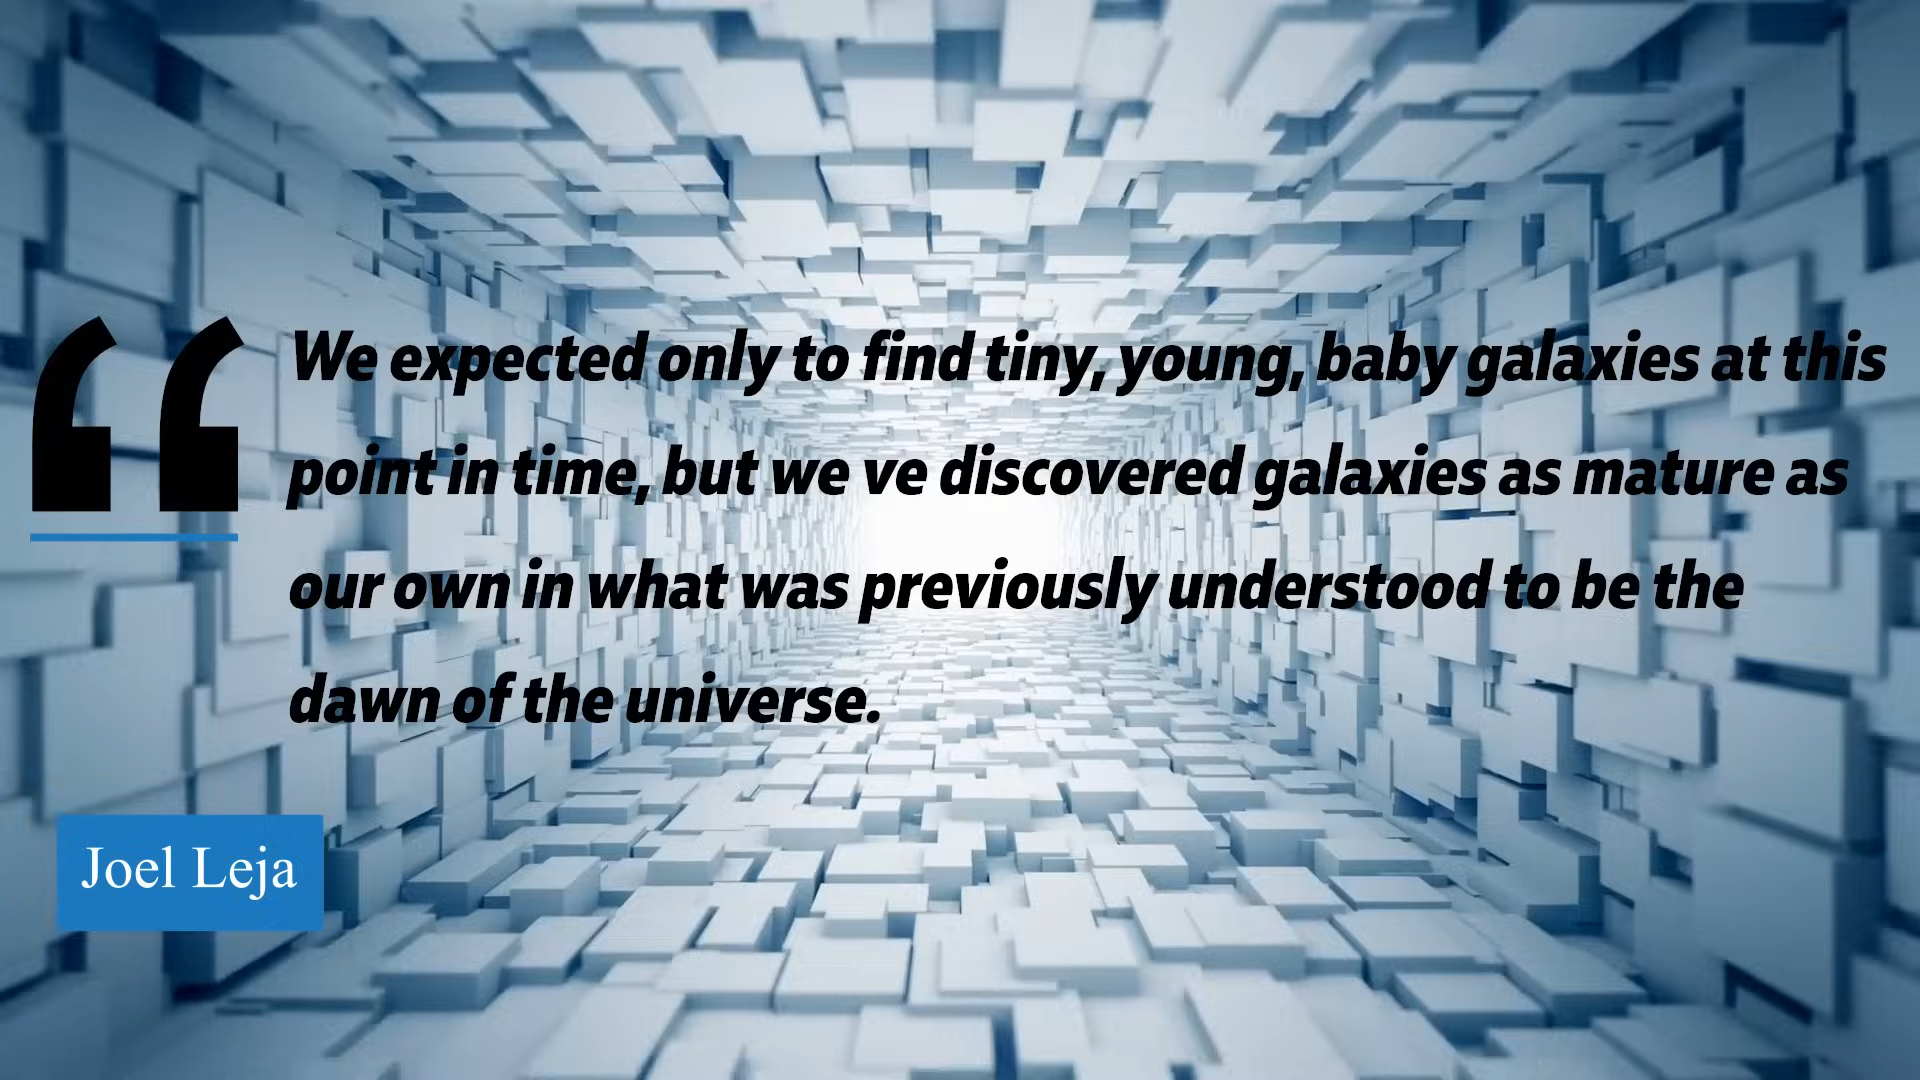 “
We expected only to find tiny, young, baby galaxies at this
point in time, but we ve discovered galaxies as mature as
our own in what was previously understood to be the
dawn of the universe.
Joel Leja